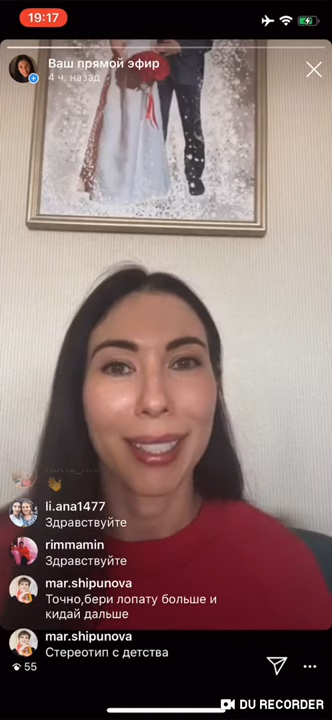 19:17
Ваш прямой эфир
4 ч. назад
li.ana1477
Здравствуйте
rimmamin
Здравствуйте
mar.shipunova
Точно,бери лопату больше и
кидай дальше
mar.shipunova
Стереотип с детства
55
DU RECORDER